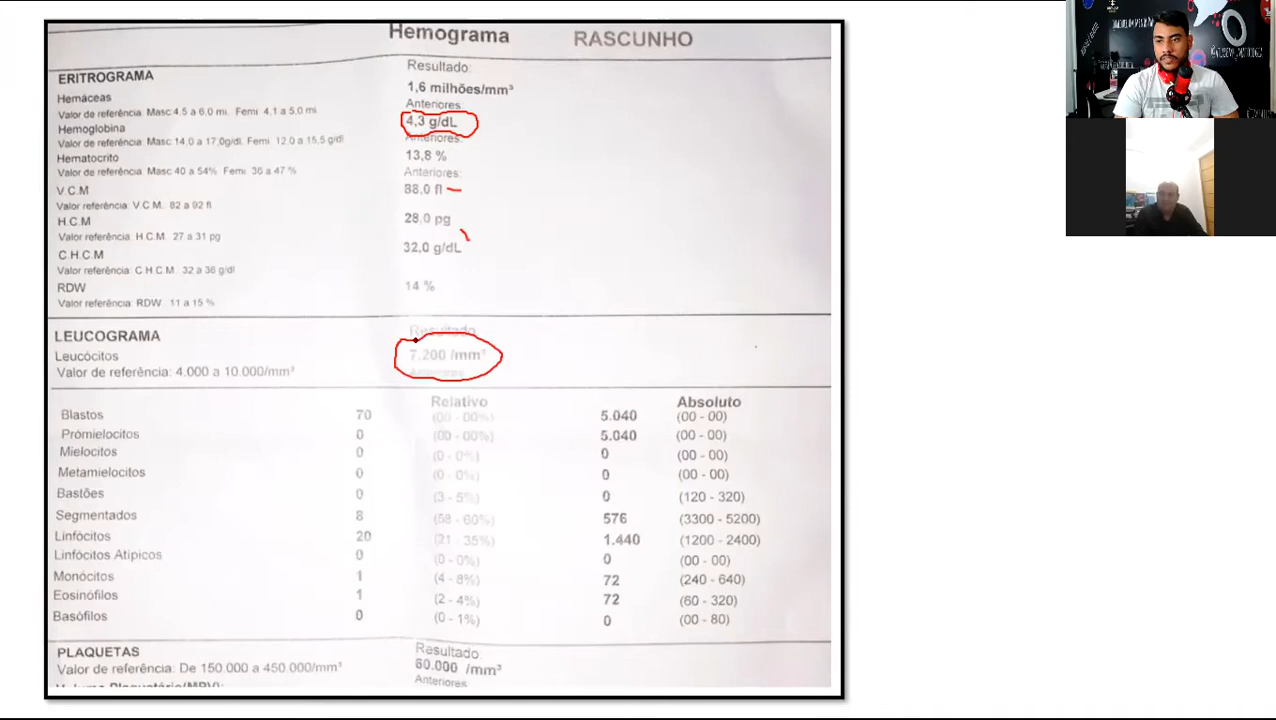 Hemograma RASCUNHO
ERITROGRAMA Resultado:
Hemáceas 1,6 milhões/mm³
Valor de referência Masc 4.5 a 6.0 mi. Femi. 4.1 a 5,0 mi Anteriores:
Hemoglobina 4,3 g/dL
Valor de referência: Masc 14.0 a 17,0g/dl. Femi. 12.0 a 15,5 g/dl Anteriores:
Hematocrito 13,8 %
Valor de referência: Masc 40 a 54% Femi. 36 a 47 % Anteriores:
V.C.M 88,0 fl
Valor referência: V.C.M. 82 a 92 fl
H.C.M 28,0 pg
Valor referência: H.C.M. 27 a 31 pg
C.H.C.M 32,0 g/dL
Valor referência: C.H.C.M. 32 a 36 g/dl
RDW 14 %
Valor referência: RDW. 11 a 15 %
LEUCOGRAMA Resultado
Leucócitos 7.200 /mm³
Valor de referência: 4.000 a 10.000/mm³ Anteriores
Relativo Absoluto
Blastos 70 (00 - 00%) 5.040 (00 - 00)
Promielocitos 0 (00 - 00%) 5.040 (00 - 00)
Mielocitos 0 (0 - 0%) 0 (00 - 00)
Metamielocitos 0 (0 - 0%) 0 (00 - 00)
Bastões 0 (3 - 5%) 0 (120 - 320)
Segmentados 8 (58 - 60%) 576 (3300 - 5200)
Linfócitos 20 (21 - 35%) 1.440 (1200 - 2400)
Linfócitos Atipicos 0 (0 - 0%) 0 (00 - 00)
Monócitos 1 (4 - 8%) 72 (240 - 640)
Eosinófilos 1 (2 - 4%) 72 (60 - 320)
Basófilos 0 (0 - 1%) 0 (00 - 80)
PLAQUETAS Resultado:
Valor de referência: De 150.000 a 450.000/mm³ 60.000 /mm³
Anteriores